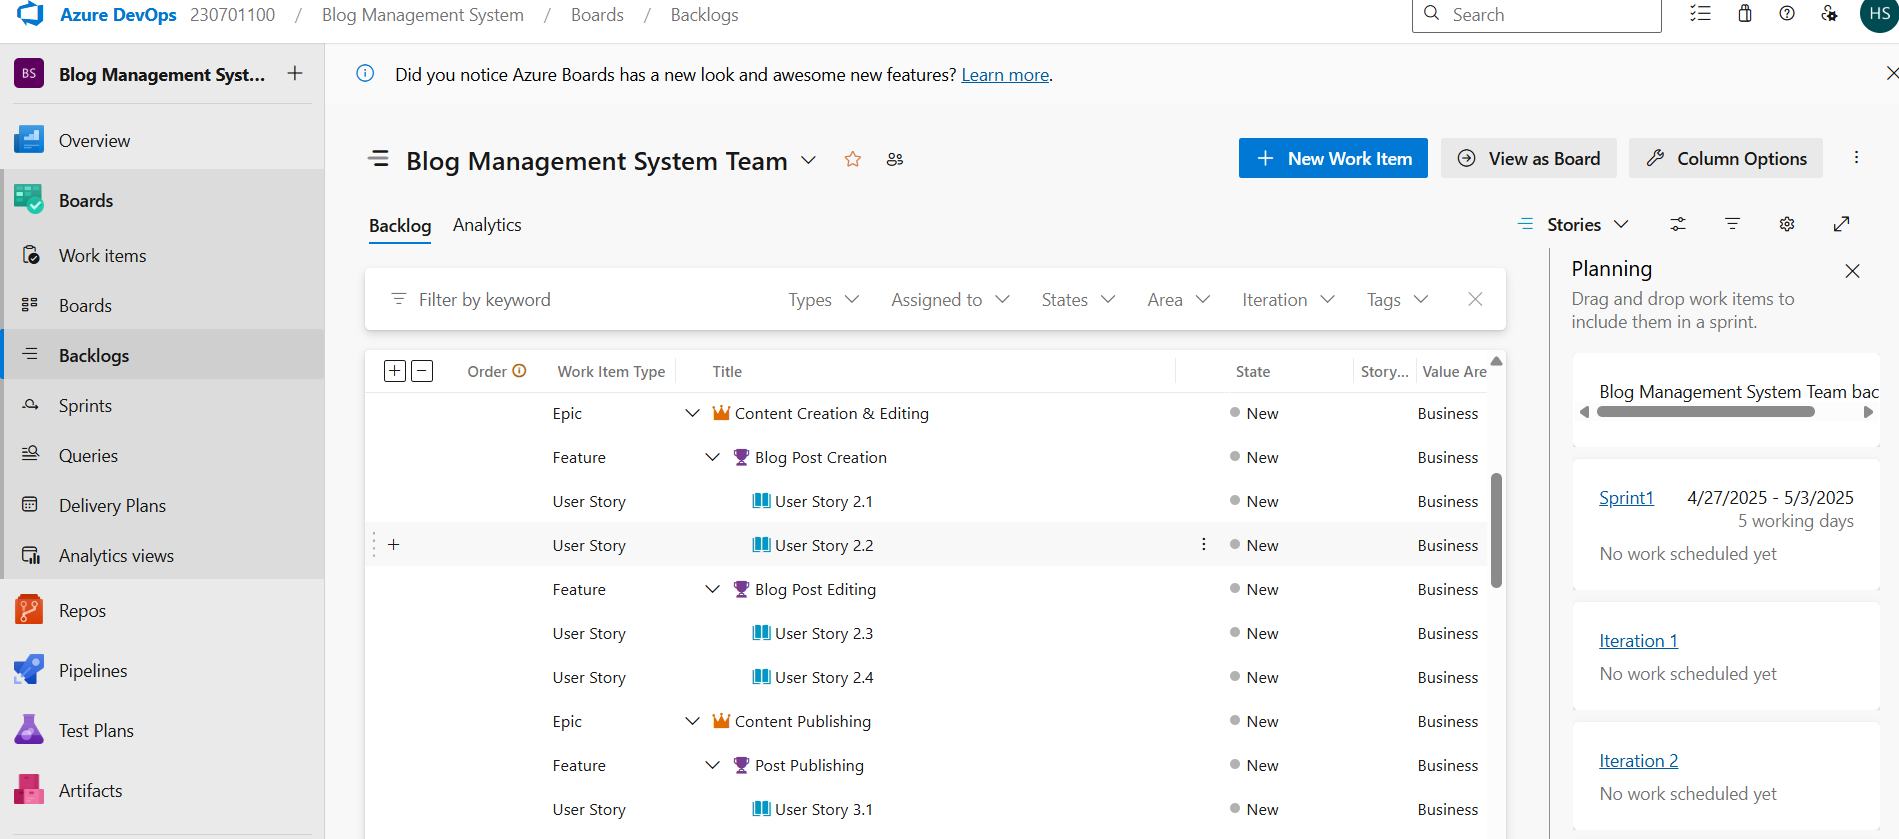 Azure DevOps 230701100 / Blog Management System / Boards / Backlogs
Search
HS
BS Blog Management Syst... +
Did you notice Azure Boards has a new look and awesome new features? Learn more.
Overview
Boards
Work items
Boards
Backlogs
Sprints
Queries
Delivery Plans
Analytics views
Repos
Pipelines
Test Plans
Artifacts
Blog Management System Team
+ New Work Item
View as Board
Column Options
Backlog Analytics
Stories
Filter by keyword Types Assigned to States Area Iteration Tags
Order Work Item Type Title State Story... Value Are
Epic Content Creation & Editing New Business
Feature Blog Post Creation New Business
User Story User Story 2.1 New Business
+ User Story User Story 2.2 New Business
Feature Blog Post Editing New Business
User Story User Story 2.3 New Business
User Story User Story 2.4 New Business
Epic Content Publishing New Business
Feature Post Publishing New Business
User Story User Story 3.1 New Business
Planning
Drag and drop work items to
include them in a sprint.
Blog Management System Team bac
Sprint1 4/27/2025 - 5/3/2025
5 working days
No work scheduled yet
Iteration 1
No work scheduled yet
Iteration 2
No work scheduled yet